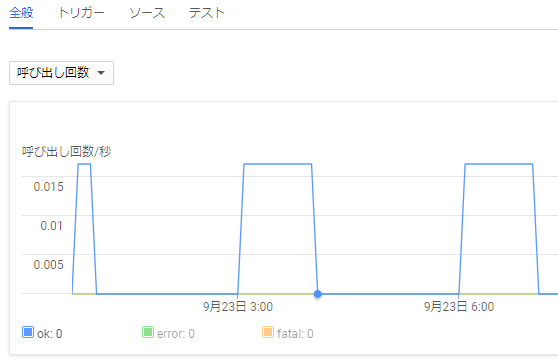 全般 トリガー ソース テスト
呼び出し回数
呼び出し回数/秒
0.015
0.01
0.005
9月23日 3:00 9月23日 6:00
ok: 0 error: 0 fatal: 0